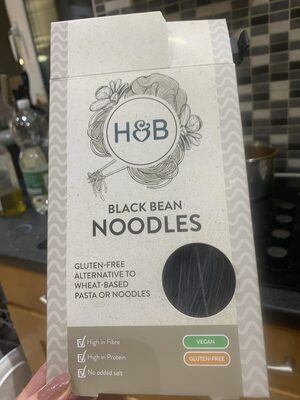 H&B
BLACK BEAN
NOODLES
GLUTEN-FREE
ALTERNATIVE TO
WHEAT-BASED
PASTA OR NOODLES
High in Fibre
High in Protein
No added salt
VEGAN
GLUTEN-FREE